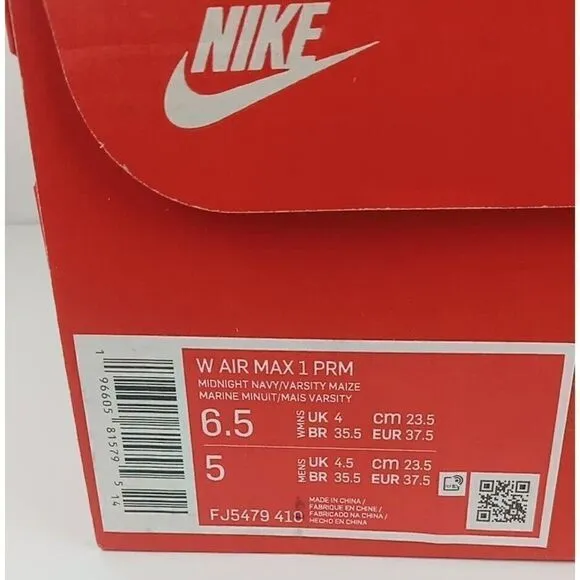 NIKE
W AIR MAX 1 PRM
MIDNIGHT NAVY/VARSITY MAIZE
MARINE MINUIT/MAIS VARSITY
6.5 WMNS UK 4 CM 23.5
BR 35.5 EUR 37.5
5 MENS UK 4.5 CM 23.5
BR 35.5 EUR 37.5
FJ5479 410
MADE IN CHINA /
FABRIQUE EN CHINE /
FABRICADO NA CHINA /
HECHO EN CHINA
1 96605 81579 5 14